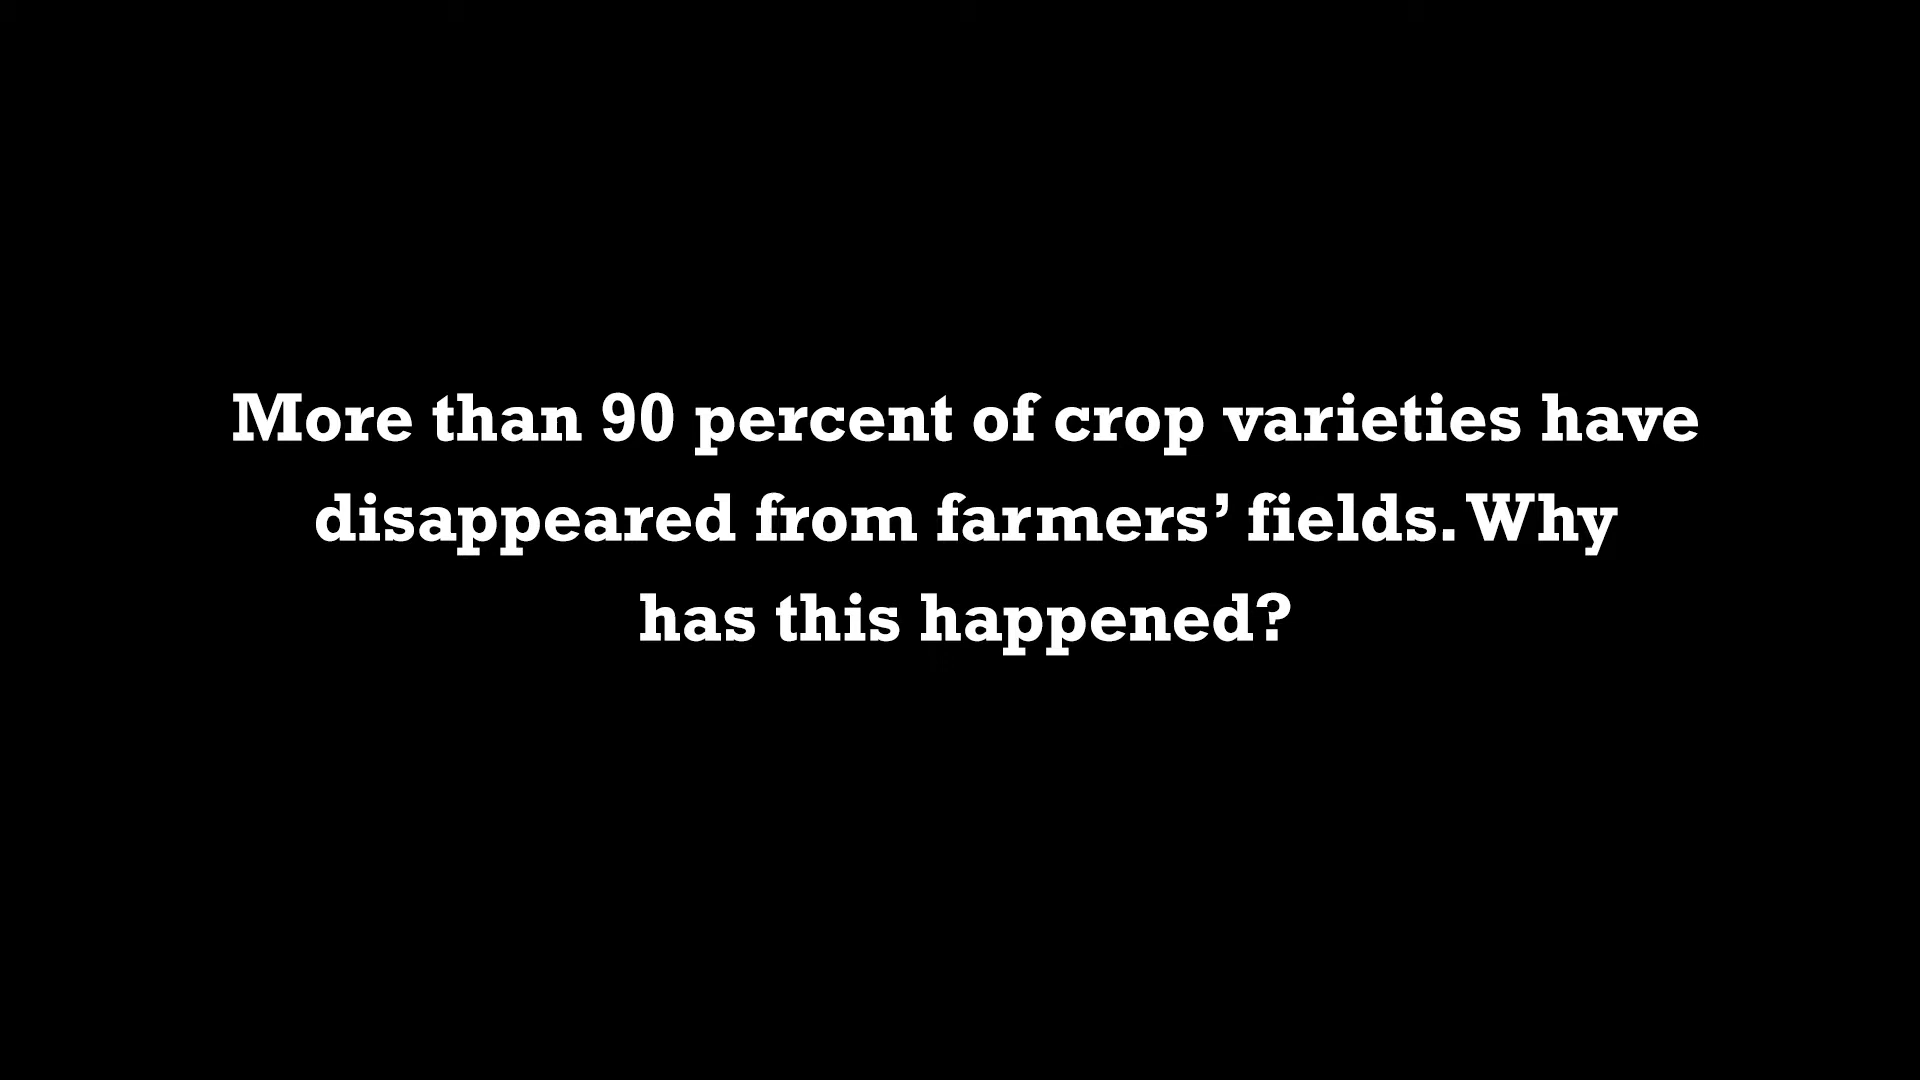 More than 90 percent of crop varieties have
disappeared from farmers’ fields. Why
has this happened?